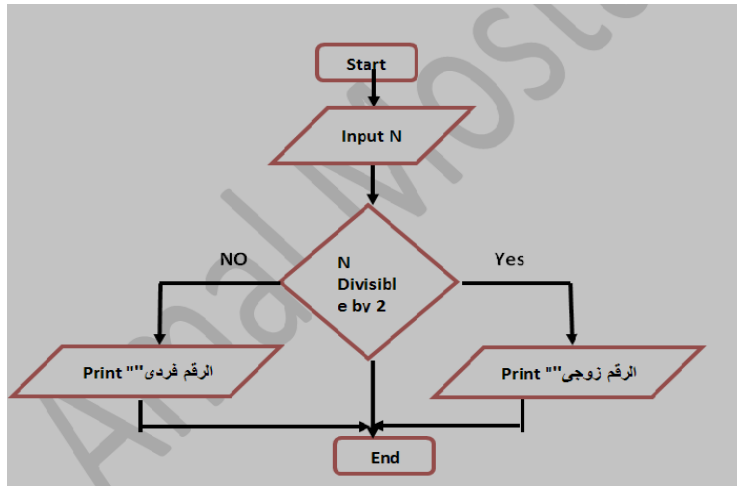 Start
Input N
NO
N
Divisibl
e by 2
Yes
Print ""الرقم فردى
Print ""الرقم زوجى
End
Amal Mosta